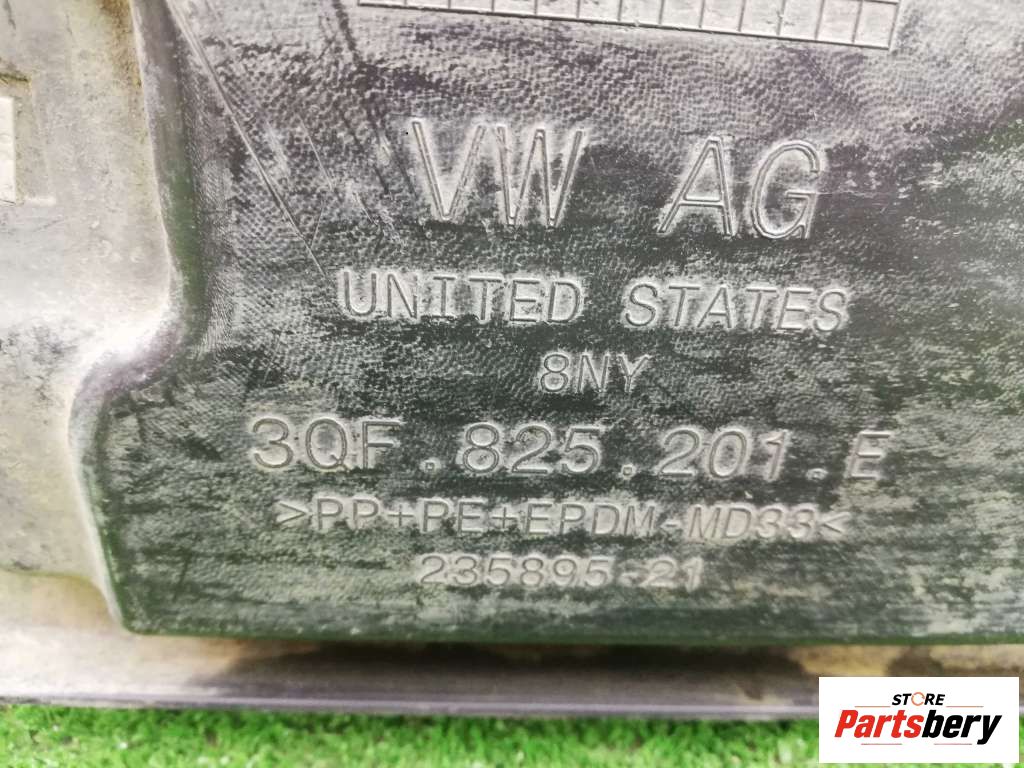 VW AG
UNITED STATES
8NY
3QF.825.201.E
>PP+PE+EPDM-MD33<
235895-21
STORE
Partsbery